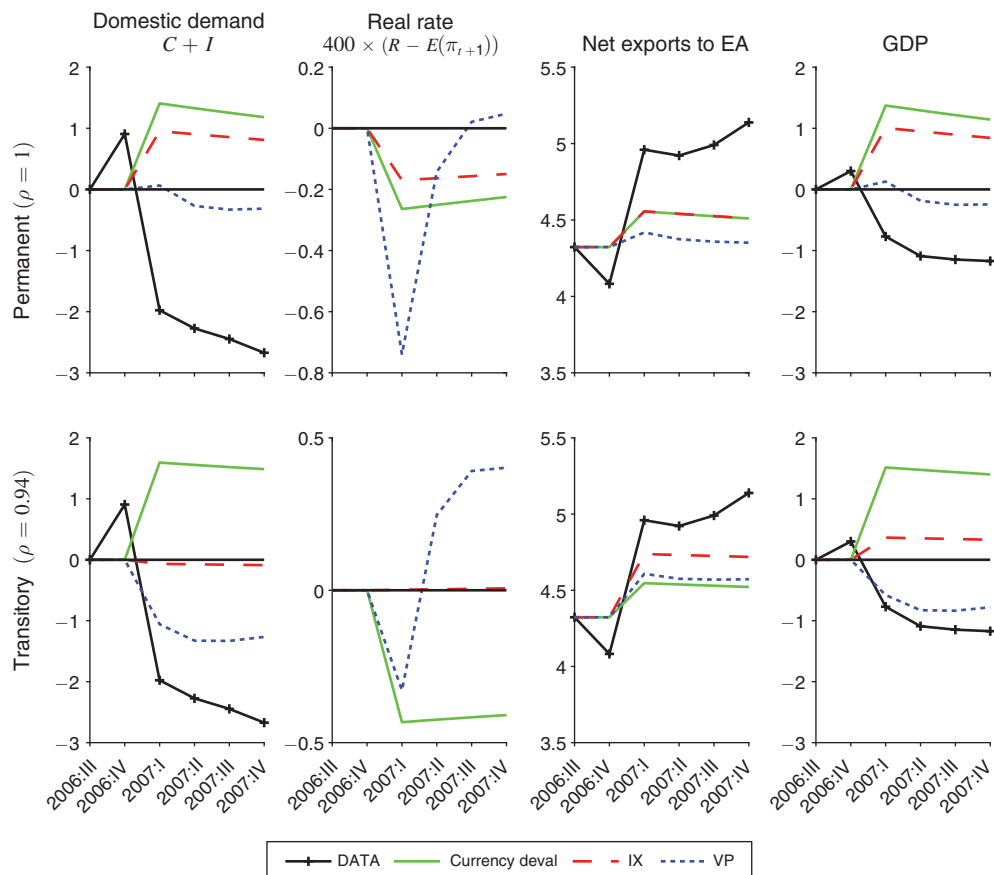 Domestic demand
C + I
Real rate
400 × (R − E(π_{t+1}))
Net exports to EA
GDP
Permanent (ρ = 1)
2
1
0
−1
−2
−3
0.2
0
−0.2
−0.4
−0.6
−0.8
5.5
5
4.5
4
3.5
2
1
0
−1
−2
−3
Transitory (ρ = 0.94)
2
1
0
−1
−2
−3
0.5
0
−0.5
5.5
5
4.5
4
3.5
2
1
0
−1
−2
−3
2006:III
2006:IV
2007:I
2007:II
2007:III
2007:IV
2006:III
2006:IV
2007:I
2007:II
2007:III
2007:IV
2006:III
2006:IV
2007:I
2007:II
2007:III
2007:IV
2006:III
2006:IV
2007:I
2007:II
2007:III
2007:IV
DATA Currency deval IX VP